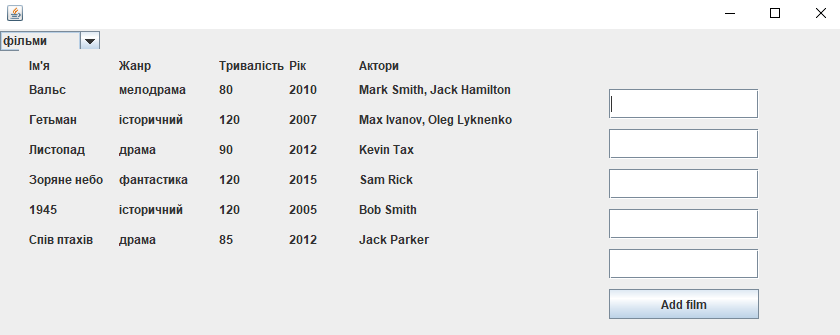 фільми
Ім'я Жанр Тривалість Рік Актори
Вальс мелодрама 80 2010 Mark Smith, Jack Hamilton
Гетьман історичний 120 2007 Max Ivanov, Oleg Lyknenko
Листопад драма 90 2012 Kevin Tax
Зоряне небо фантастика 120 2015 Sam Rick
1945 історичний 120 2005 Bob Smith
Спів птахів драма 85 2012 Jack Parker
Add film